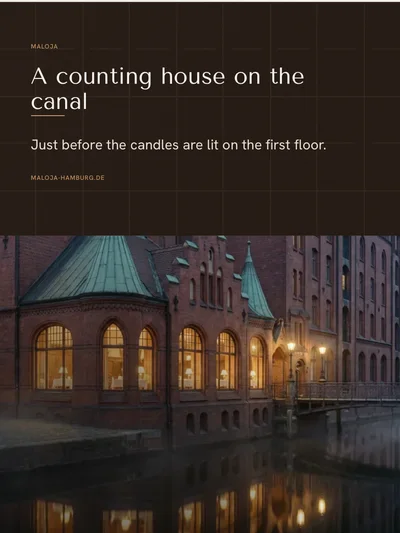 MALOJA
A counting house on the
canal
Just before the candles are lit on the first floor.
MALOJA-HAMBURG.DE